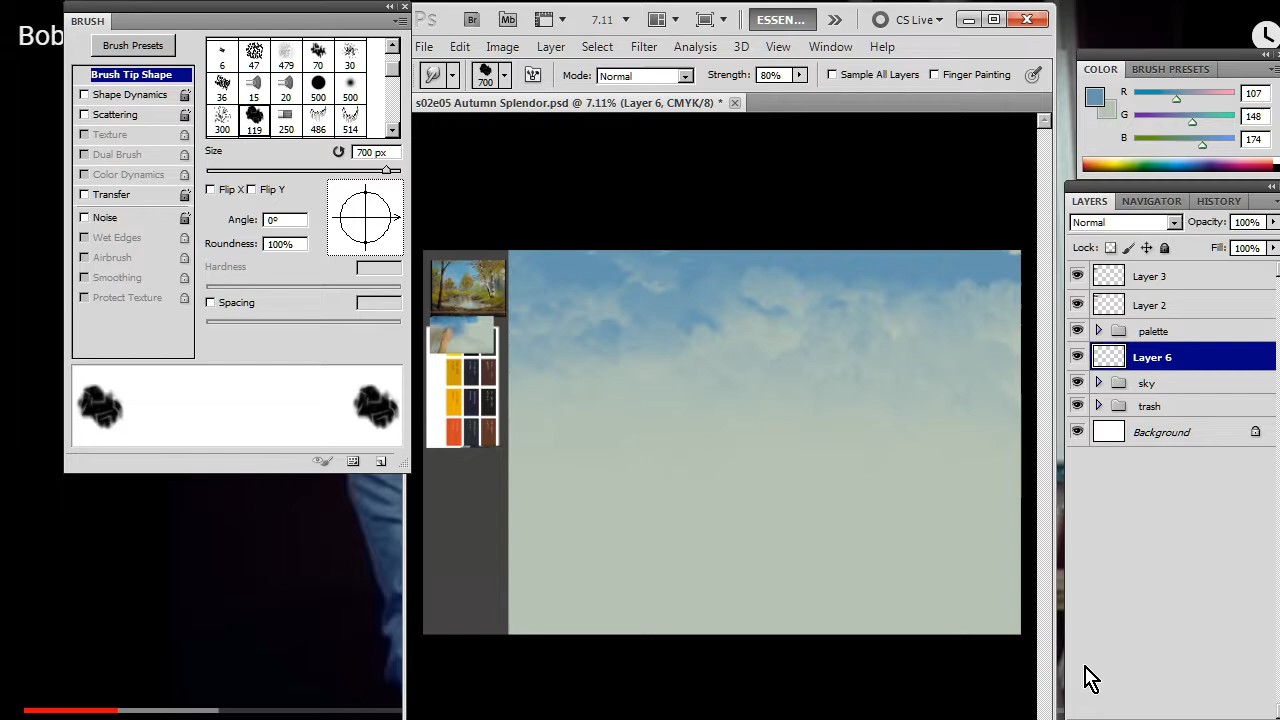 Bob
BRUSH
Brush Presets
Brush Tip Shape
Shape Dynamics
Scattering
Texture
Dual Brush
Color Dynamics
Transfer
Noise
Wet Edges
Airbrush
Smoothing
Protect Texture
6 47 479 70 30
36 15 20 500 500
300 119 250 486 514
Size 700 px
Flip X Flip Y
Angle: 0º
Roundness: 100%
Hardness
Spacing
Ps Br Mb 7.11 ESSEN... CS Live
File Edit Image Layer Select Filter Analysis 3D View Window Help
700 Mode: Normal Strength: 80% Sample All Layers Finger Painting
s02e05 Autumn Splendor.psd @ 7.11% (Layer 6, CMYK/8) *
COLOR BRUSH PRESETS
R 107
G 148
B 174
LAYERS NAVIGATOR HISTORY
Normal Opacity: 100%
Lock: Fill: 100%
Layer 3
Layer 2
palette
Layer 6
sky
trash
Background